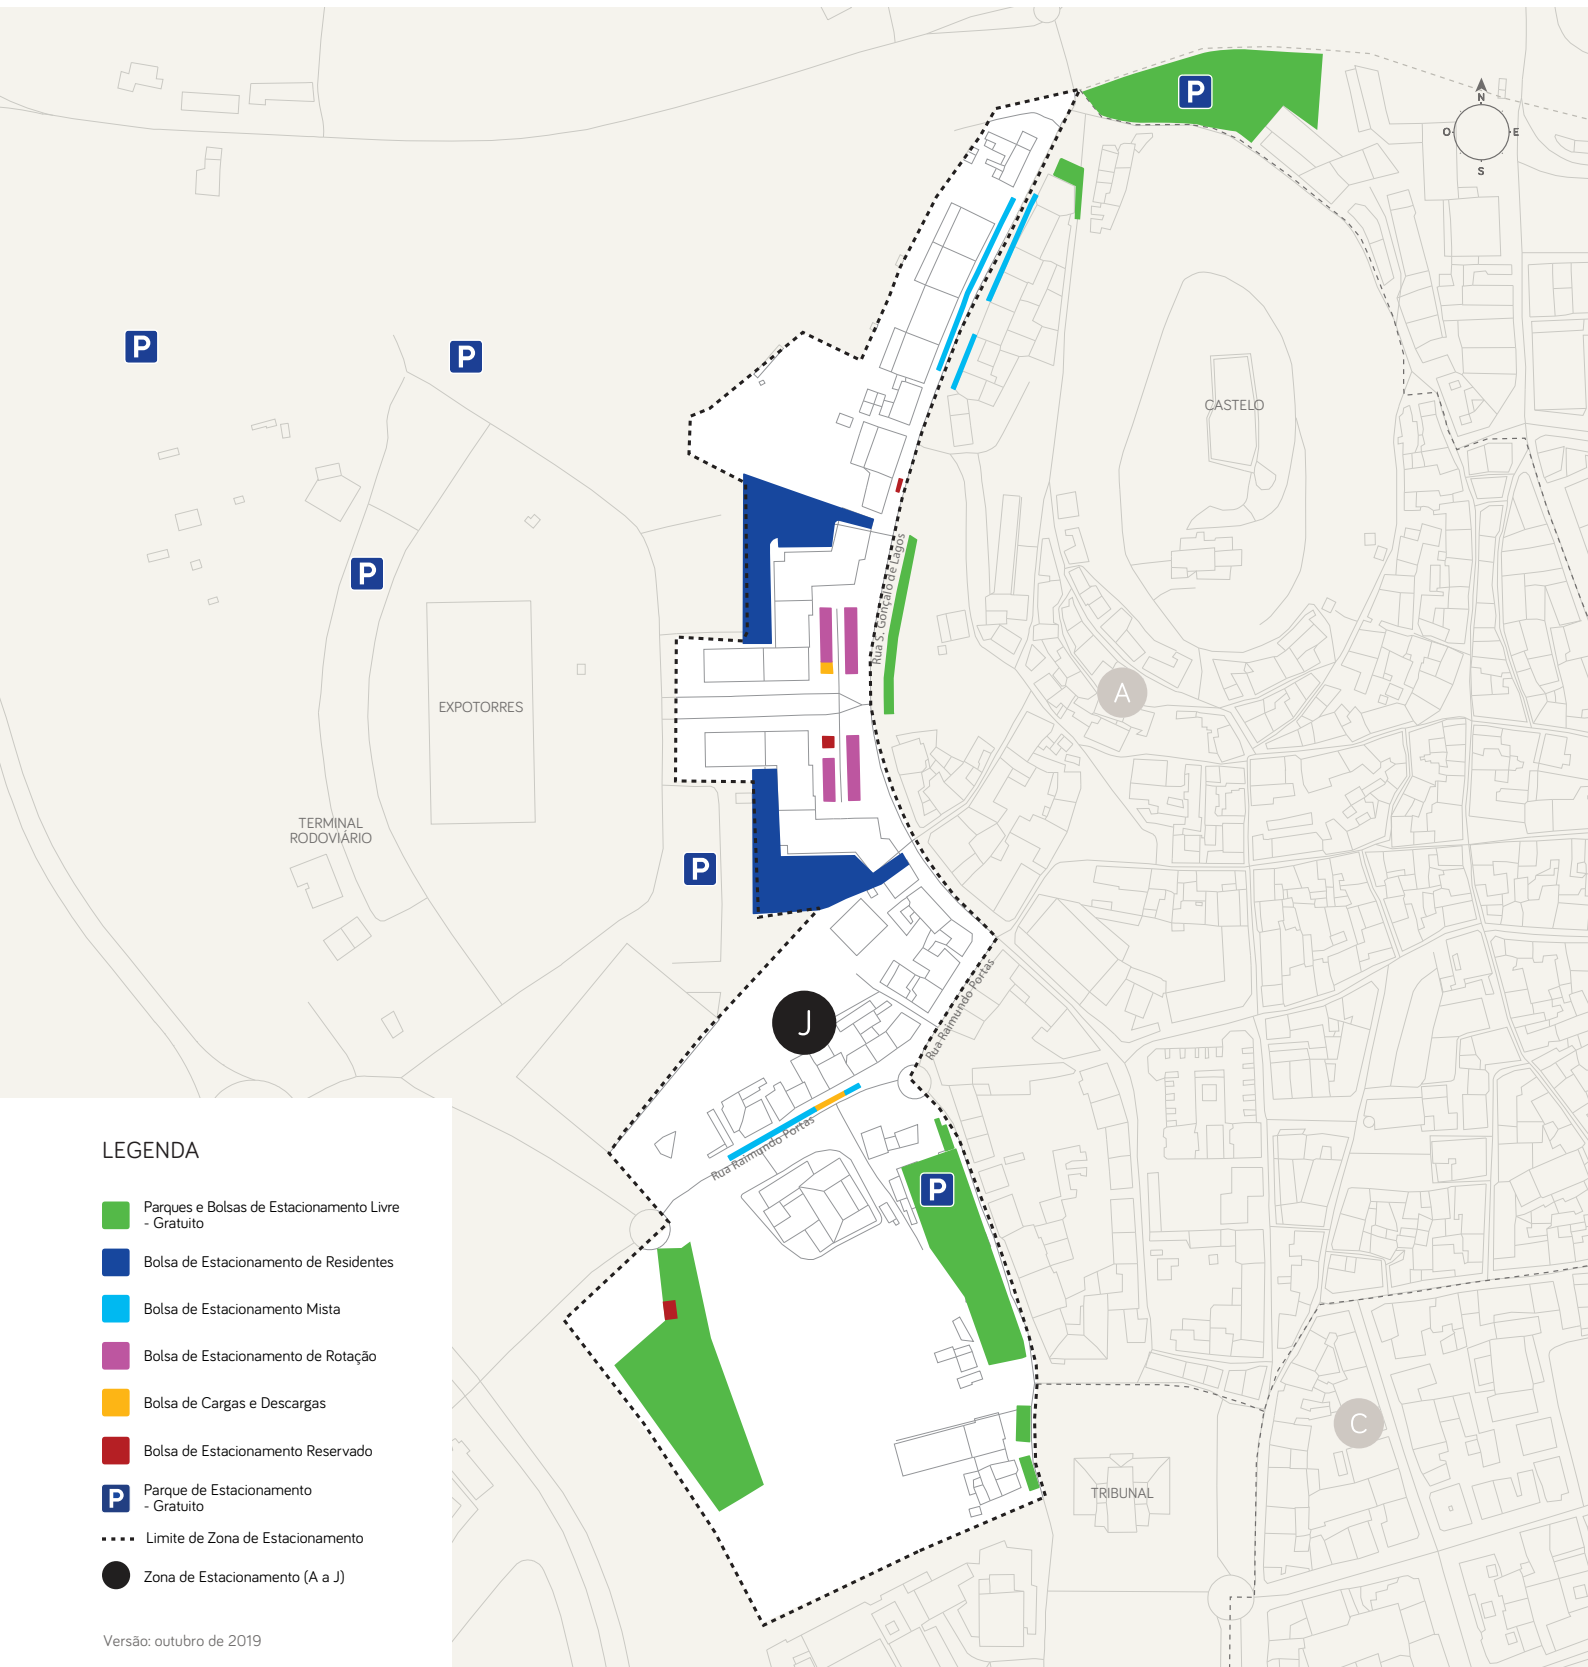 P
N
O
E
S
P
P
CASTELO
P
Rua S. Gonçalo de Lagos
A
EXPOTORRES
TERMINAL
RODOVIÁRIO
P
Rua Raimundo Portas
J
Rua Raimundo Portas
P
C
TRIBUNAL
LEGENDA
Parques e Bolsas de Estacionamento Livre
- Gratuito
Bolsa de Estacionamento de Residentes
Bolsa de Estacionamento Mista
Bolsa de Estacionamento de Rotação
Bolsa de Cargas e Descargas
Bolsa de Estacionamento Reservado
P
Parque de Estacionamento
- Gratuito
Limite de Zona de Estacionamento
Zona de Estacionamento (A a J)
Versão: outubro de 2019